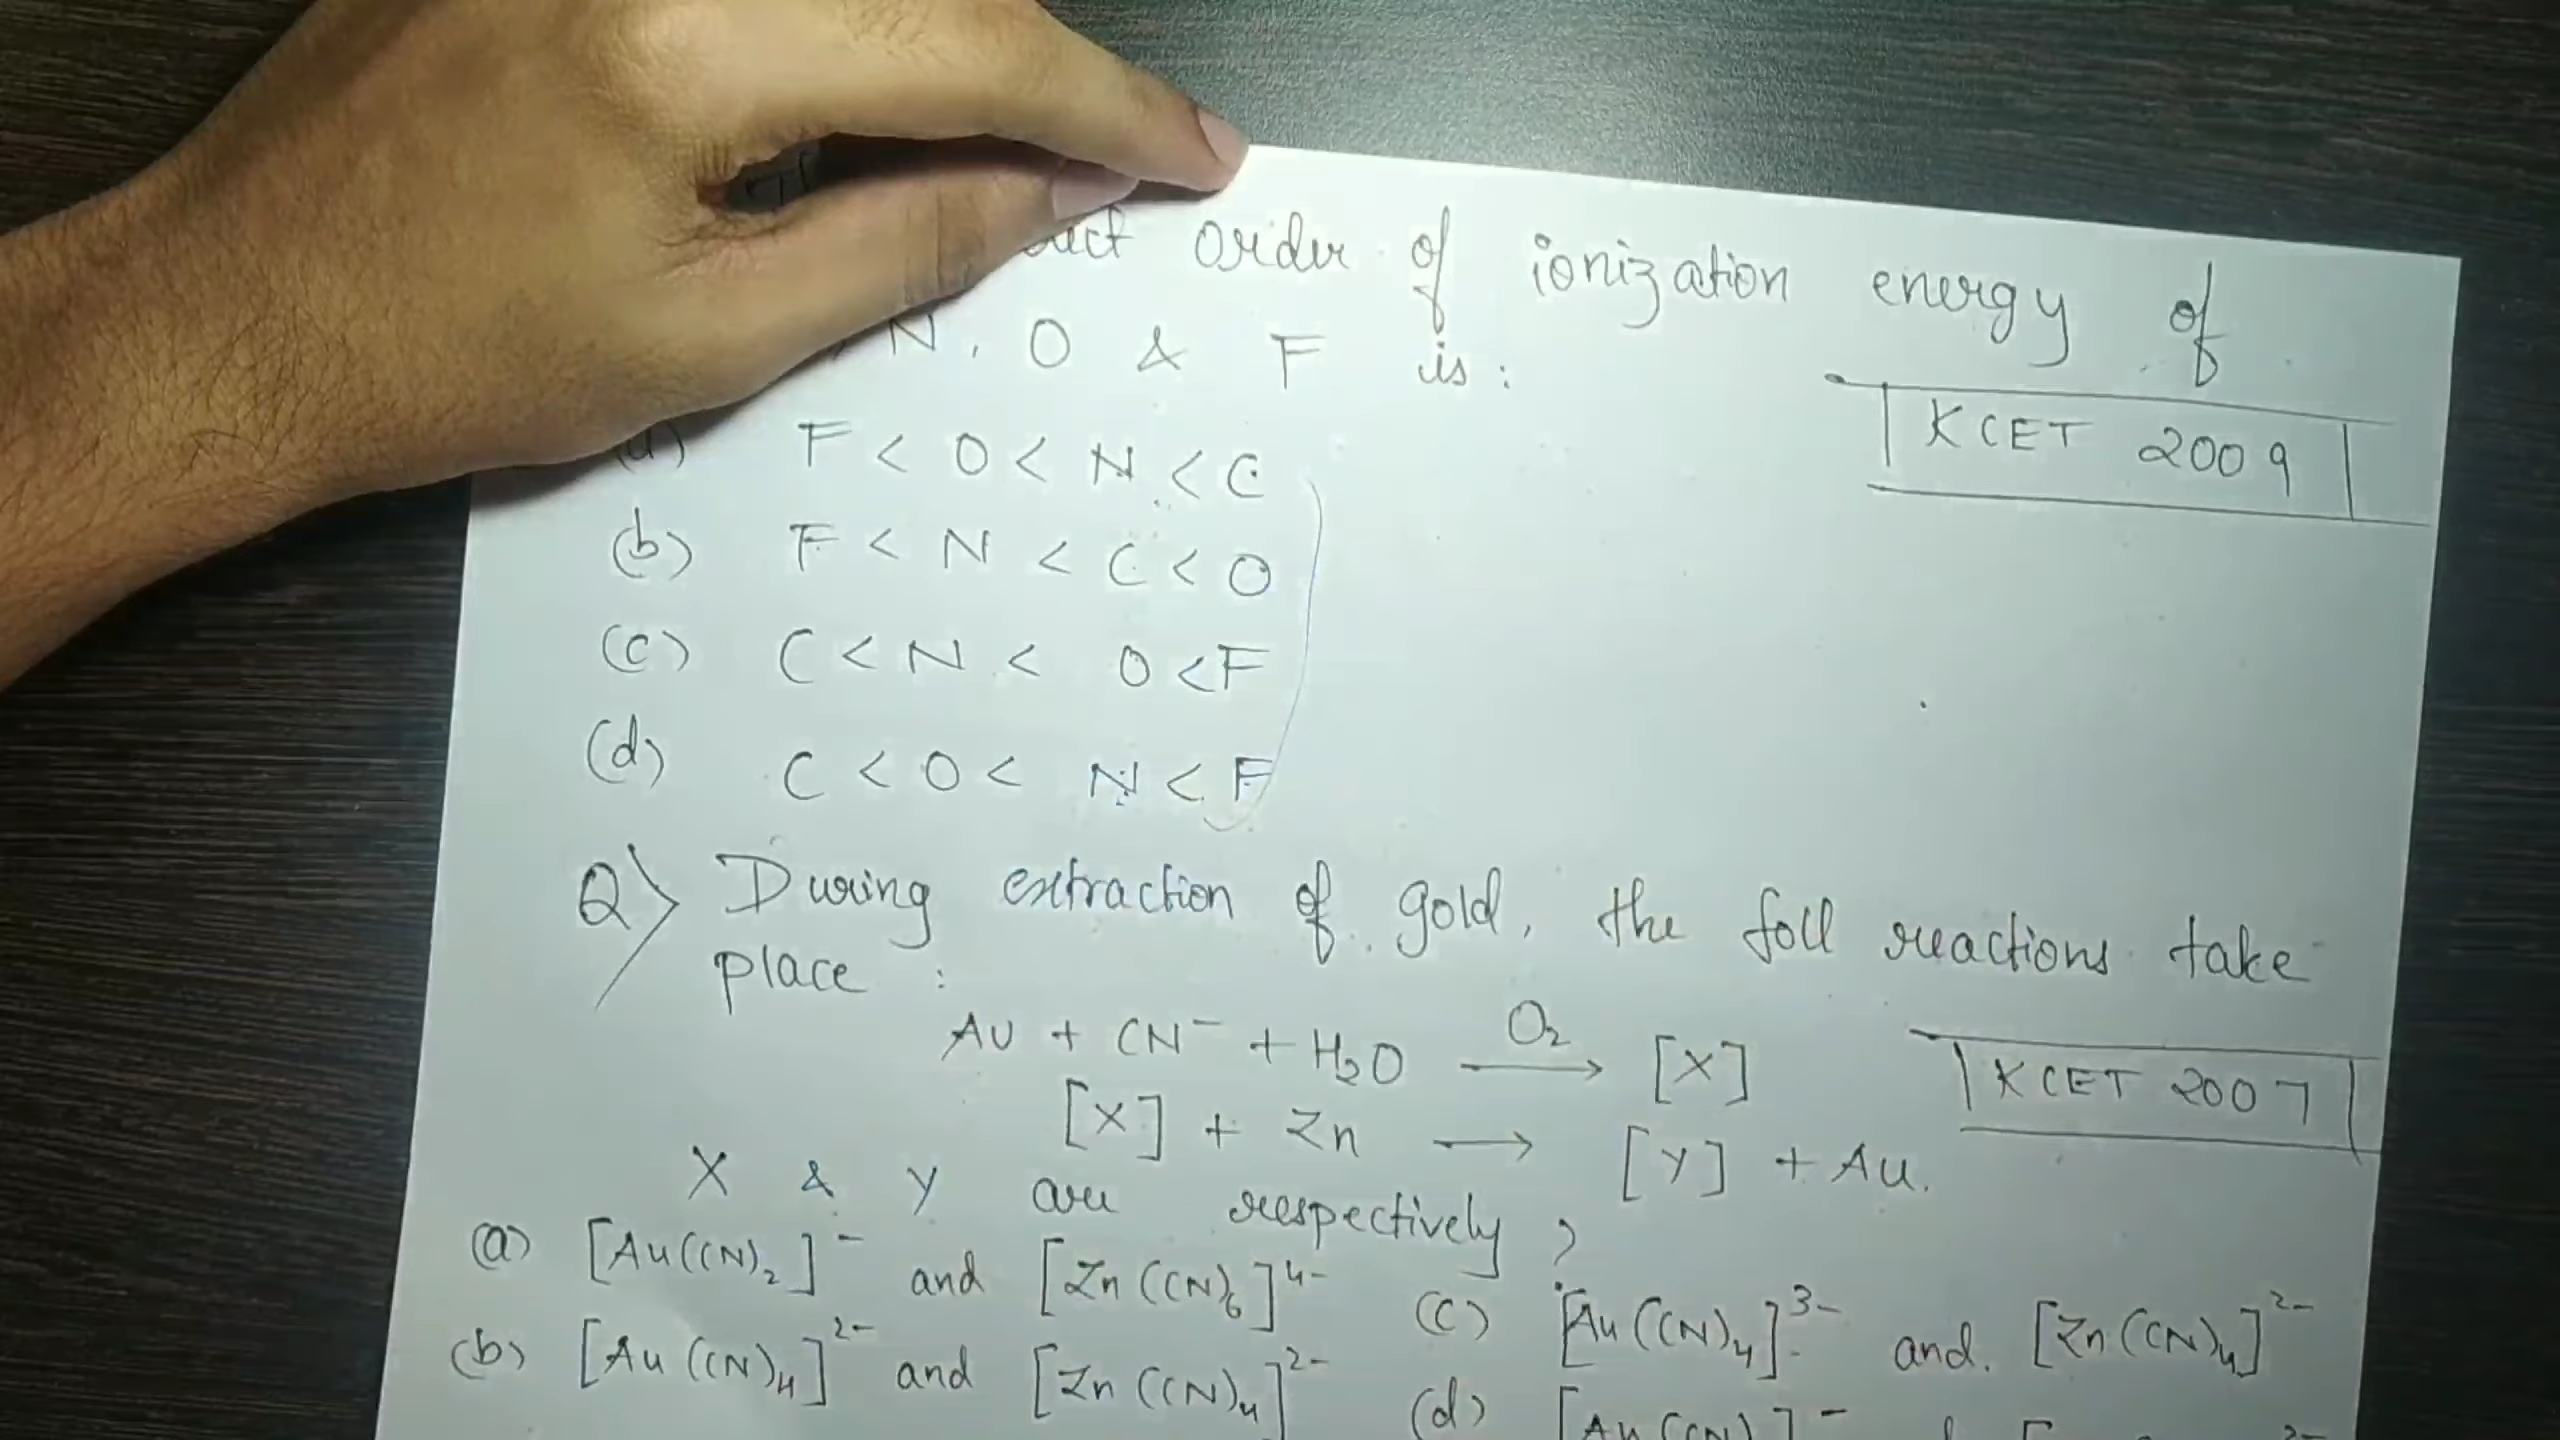 order of ionization energy of
N, O & F is :
KCET 2009
(a) F < O < N < C
(b) F < N < C < O
(c) C < N < O < F
(d) C < O < N < F
Q> During extraction of gold, the foll reactions take
place :
Au + CN⁻ + H₂O —O₂→ [X]
KCET 2007
[X] + Zn → [Y] + Au.
X & Y are respectively,
(a) [Au(CN)₂]⁻ and [Zn(CN)₆]⁴⁻ (c) [Au(CN)₄]³⁻ and. [Zn(CN)₄]²⁻
(b) [Au(CN)₄]²⁻ and [Zn(CN)₄]²⁻ (d) [Au(CN) ]⁻